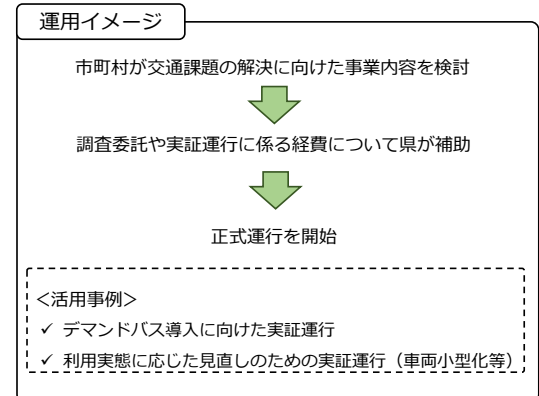 運用イメージ
市町村が交通課題の解決に向けた事業内容を検討
調査委託や実証運行に係る経費について県が補助
正式運行を開始
＜活用事例＞
✓ デマンドバス導入に向けた実証運行
✓ 利用実態に応じた見直しのための実証運行（車両小型化等）